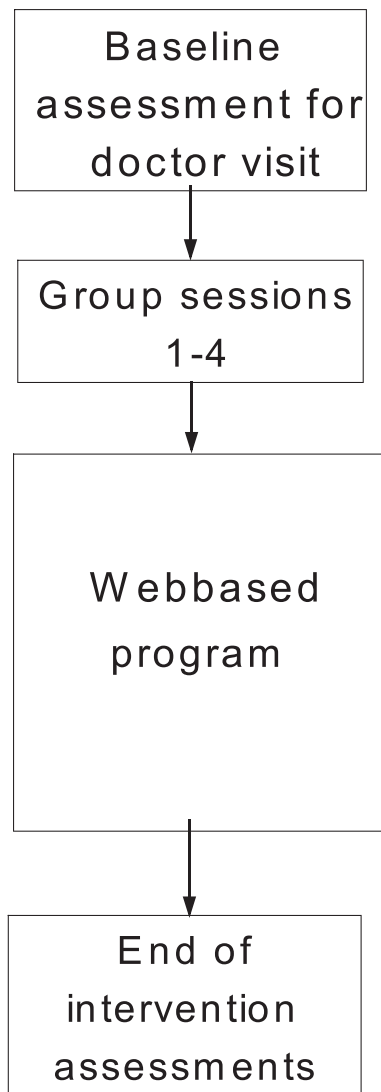 Baseline
assessment for
doctor visit
Group sessions
1-4
Webbased
program
End of
intervention
assessments